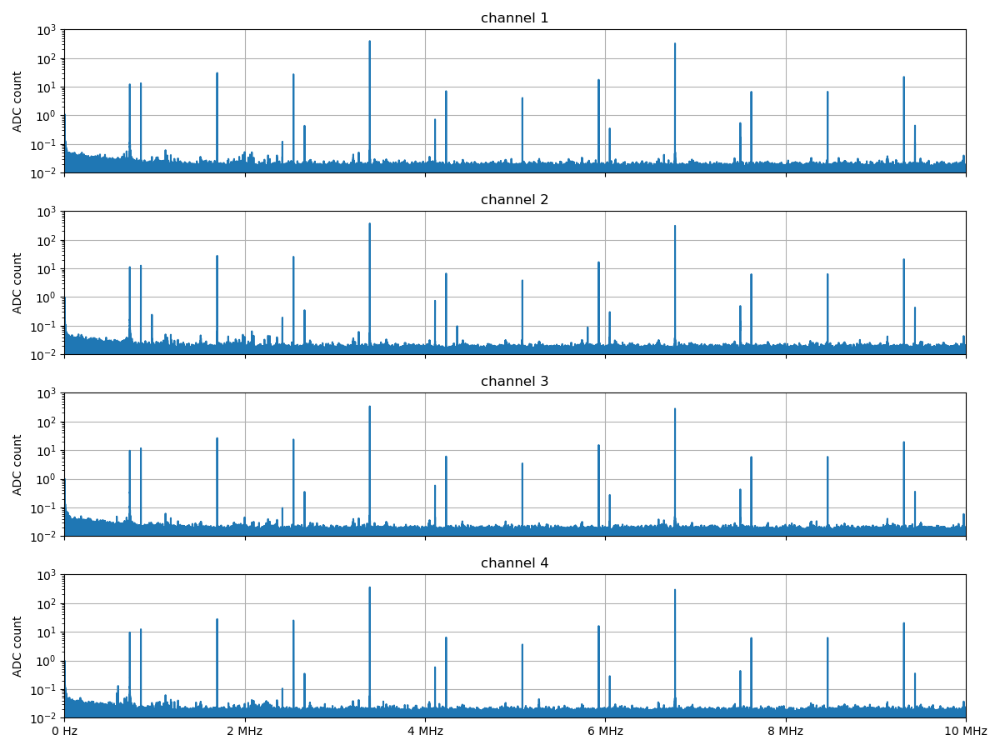 channel 1
ADC count
10³
10²
10¹
10⁰
10⁻¹
10⁻²
channel 2
ADC count
10³
10²
10¹
10⁰
10⁻¹
10⁻²
channel 3
ADC count
10³
10²
10¹
10⁰
10⁻¹
10⁻²
channel 4
ADC count
10³
10²
10¹
10⁰
10⁻¹
10⁻²
0 Hz 2 MHz 4 MHz 6 MHz 8 MHz 10 MHz